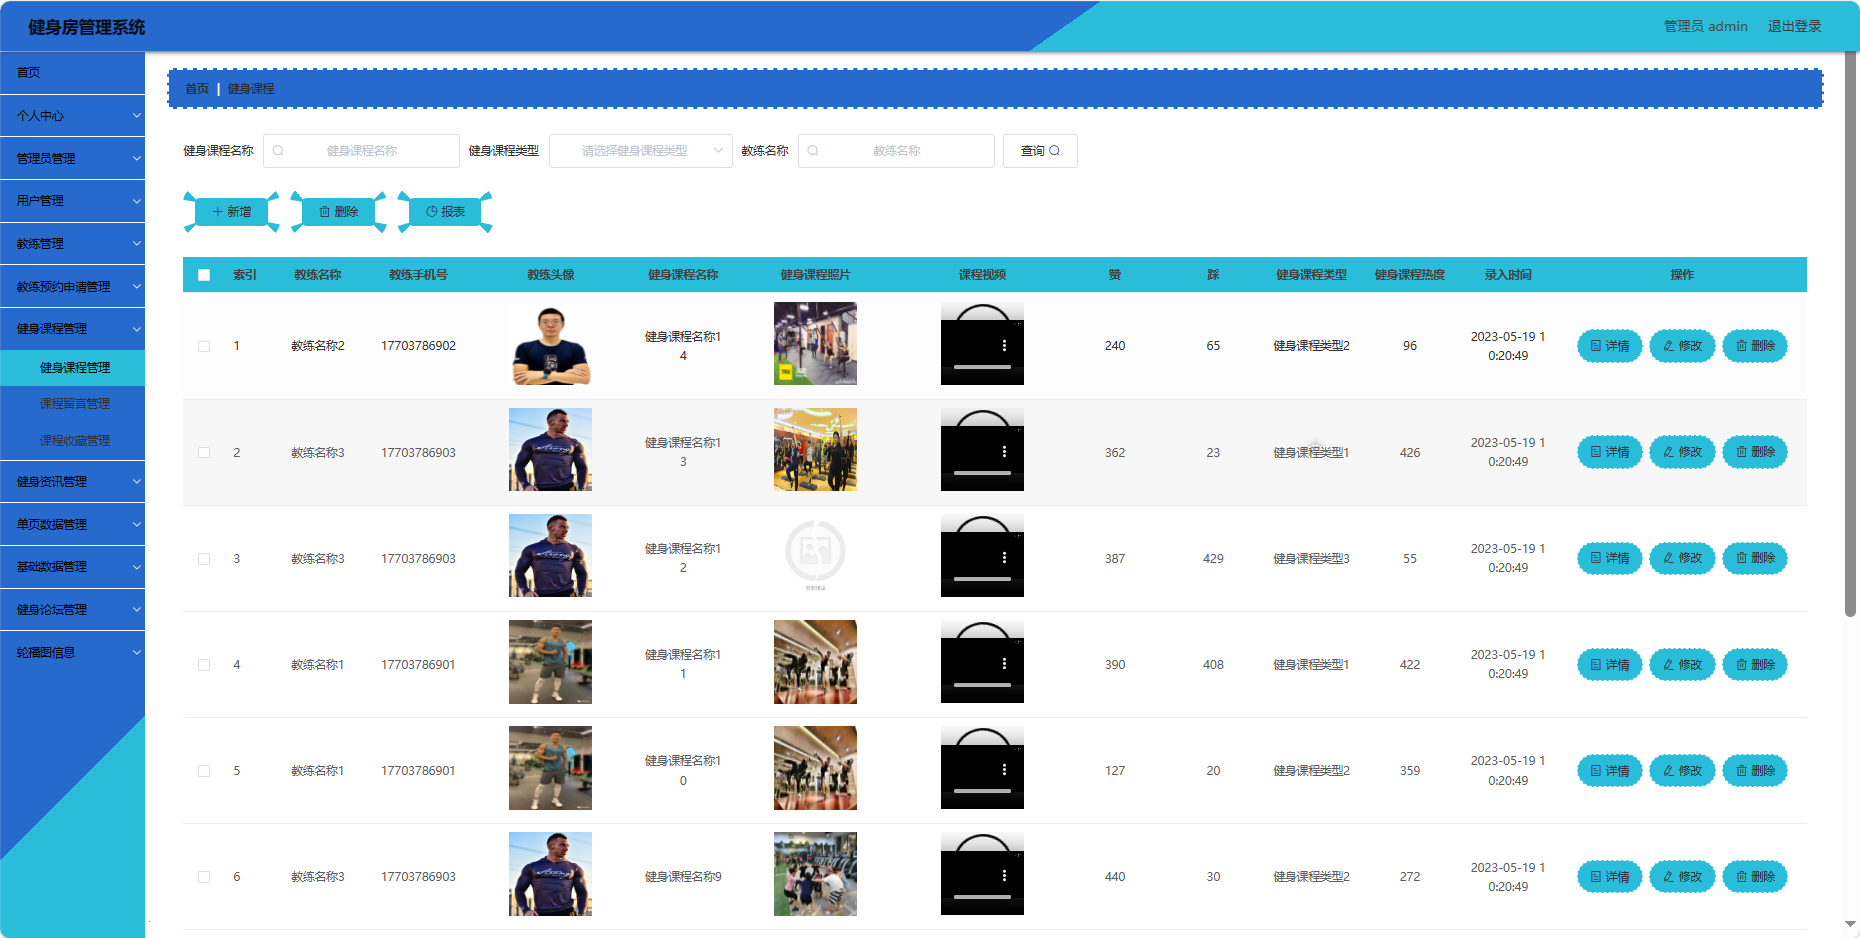 健身房管理系统
管理员 admin 退出登录
首页
个人中心
管理员管理
用户管理
教练管理
教练预约申请管理
健身课程管理
健身课程管理
课程留言管理
课程收藏管理
健身资讯管理
单页数据管理
基础数据管理
健身论坛管理
轮播图信息
首页 | 健身课程
健身课程名称 健身课程名称 健身课程类型 请选择健身课程类型 教练名称 教练名称 查询
新增 删除 报表
索引 教练名称 教练手机号 教练头像 健身课程名称 健身课程照片 课程视频 赞 踩 健身课程类型 健身课程热度 录入时间 操作
1 教练名称2 17703786902 健身课程名称1 240 65 健身课程类型2 96 2023-05-19 1 详情 修改 删除
4 0:20:49
2 教练名称3 17703786903 健身课程名称1 362 23 健身课程类型1 426 2023-05-19 1 详情 修改 删除
3 0:20:49
3 教练名称3 17703786903 健身课程名称1 387 429 健身课程类型3 55 2023-05-19 1 详情 修改 删除
2 0:20:49
4 教练名称1 17703786901 健身课程名称1 390 408 健身课程类型1 422 2023-05-19 1 详情 修改 删除
1 0:20:49
5 教练名称1 17703786901 健身课程名称1 127 20 健身课程类型2 359 2023-05-19 1 详情 修改 删除
0 0:20:49
6 教练名称3 17703786903 健身课程名称9 440 30 健身课程类型2 272 2023-05-19 1 详情 修改 删除
0:20:49